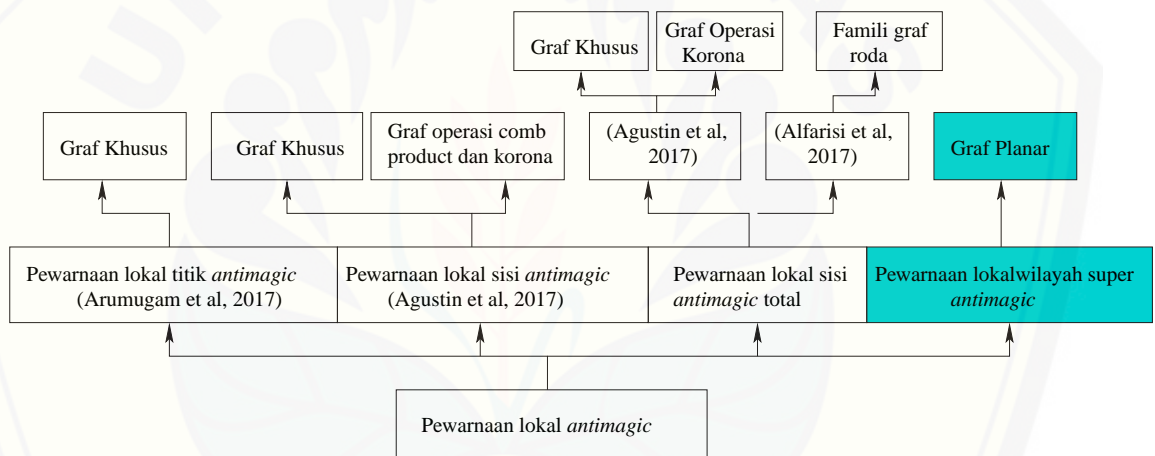 Graf Khusus
Graf Operasi
Korona
Famili graf
roda
Graf Khusus
Graf Khusus
Graf operasi comb
product dan korona
(Agustin et al,
2017)
(Alfarisi et al,
2017)
Graf Planar
Pewarnaan lokal titik antimagic
(Arumugam et al, 2017)
Pewarnaan lokal sisi antimagic
(Agustin et al, 2017)
Pewarnaan lokal sisi
antimagic total
Pewarnaan lokalwilayah super
antimagic
Pewarnaan lokal antimagic